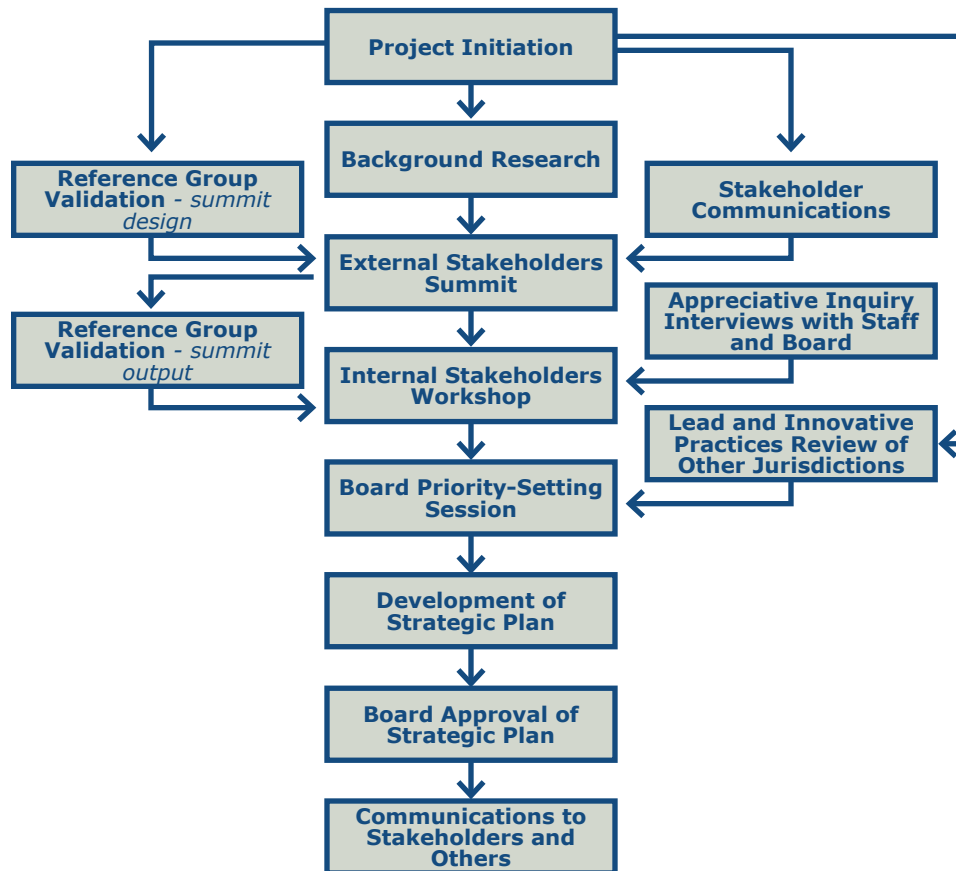 Project Initiation
Background Research
Reference Group
Validation - summit
design
Stakeholder
Communications
External Stakeholders
Summit
Appreciative Inquiry
Interviews with Staff
and Board
Reference Group
Validation - summit
output
Internal Stakeholders
Workshop
Lead and Innovative
Practices Review of
Other Jurisdictions
Board Priority-Setting
Session
Development of
Strategic Plan
Board Approval of
Strategic Plan
Communications to
Stakeholders and
Others